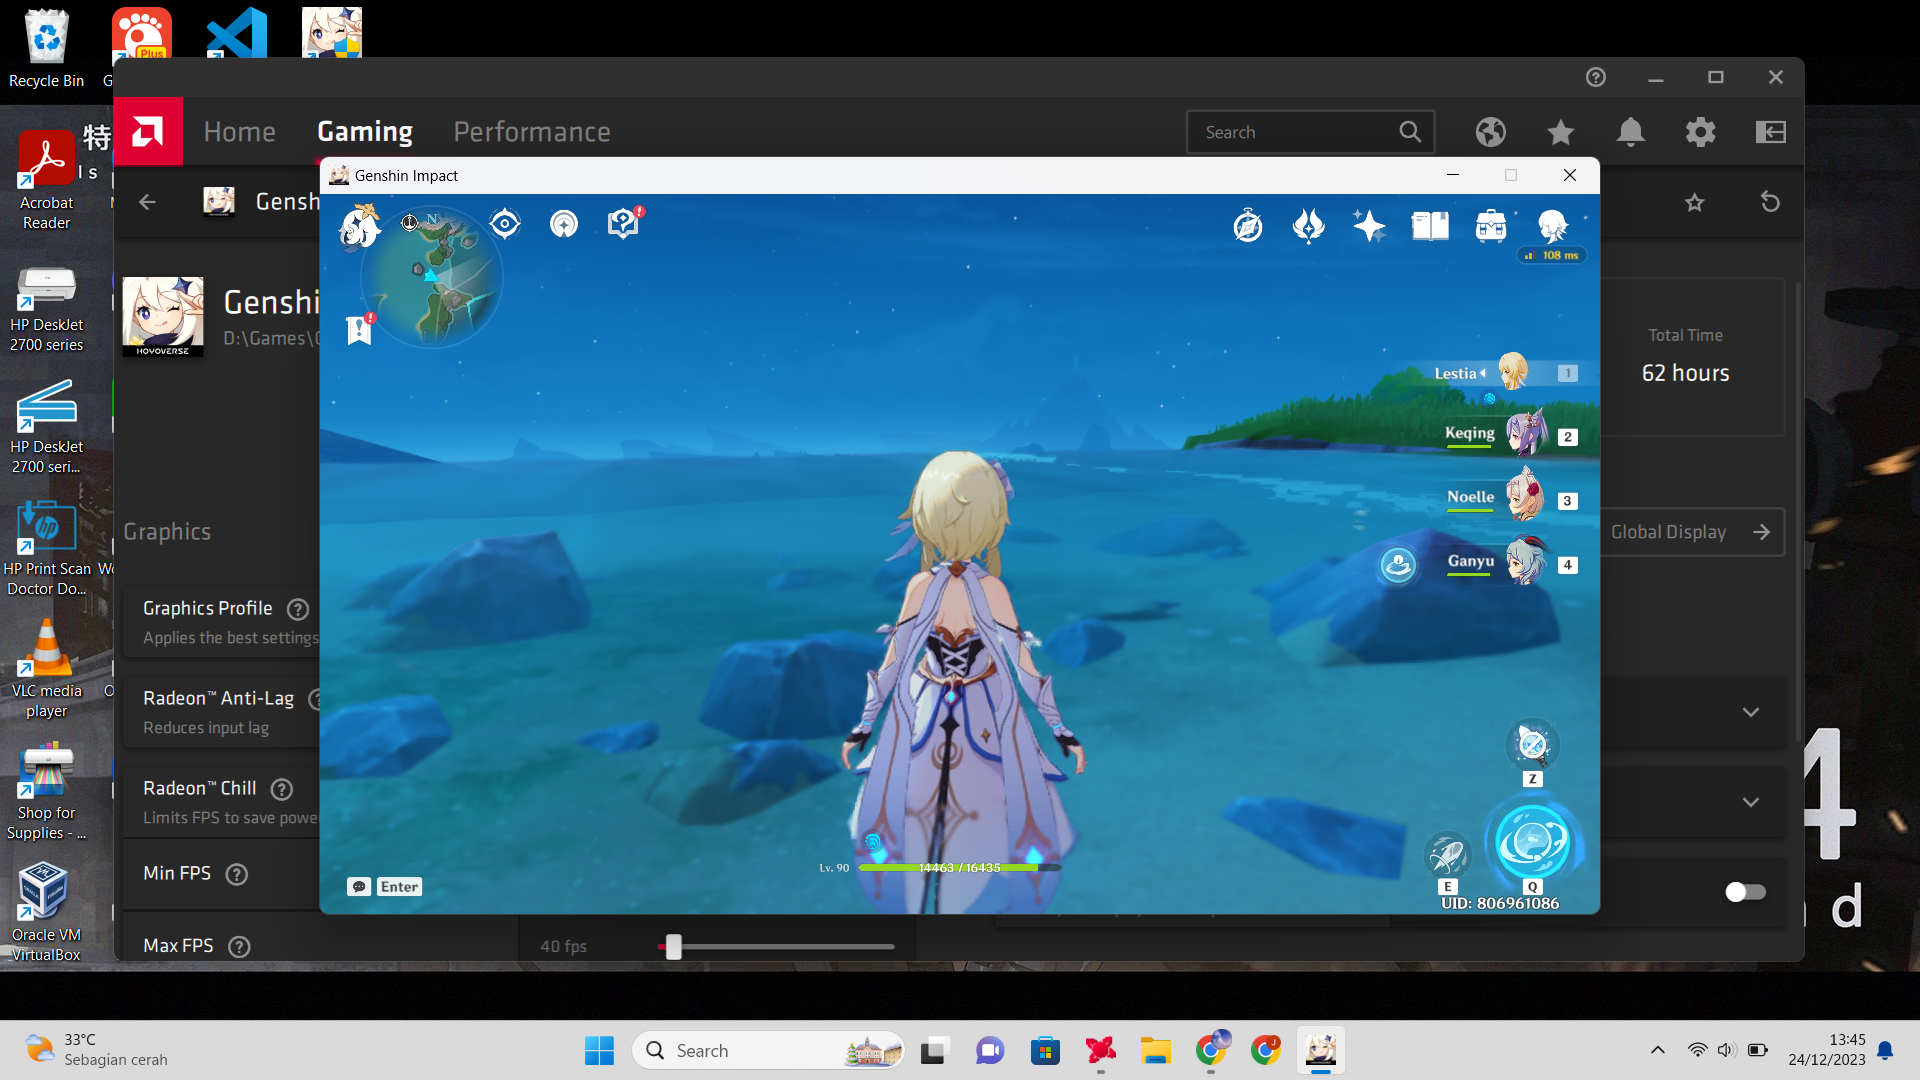 Recycle Bin
G
Plus
Home
Gaming
Performance
Search
特
l s
Acrobat
Reader
HP DeskJet
2700 series
HP DeskJet
2700 seri...
HP Print Scan
Doctor Do...
Wo
VLC media
player
O
Shop for
Supplies - ...
Oracle VM
VirtualBox
Genshin Impact
Gensh
Genshi
D:\Games\G
HOYOVERSE
Graphics
Graphics Profile
Applies the best settings
Radeon™ Anti-Lag
Reduces input lag
Radeon™ Chill
Limits FPS to save powe
Min FPS
Max FPS
40 fps
Total Time
62 hours
Global Display
N
108 ms
Lestia
1
Keqing
2
Noelle
3
Ganyu
4
Z
E
Q
Lv. 90
14463 / 16435
Enter
UID: 806961086
4
d
33°C
Sebagian cerah
Search
13:45
24/12/2023